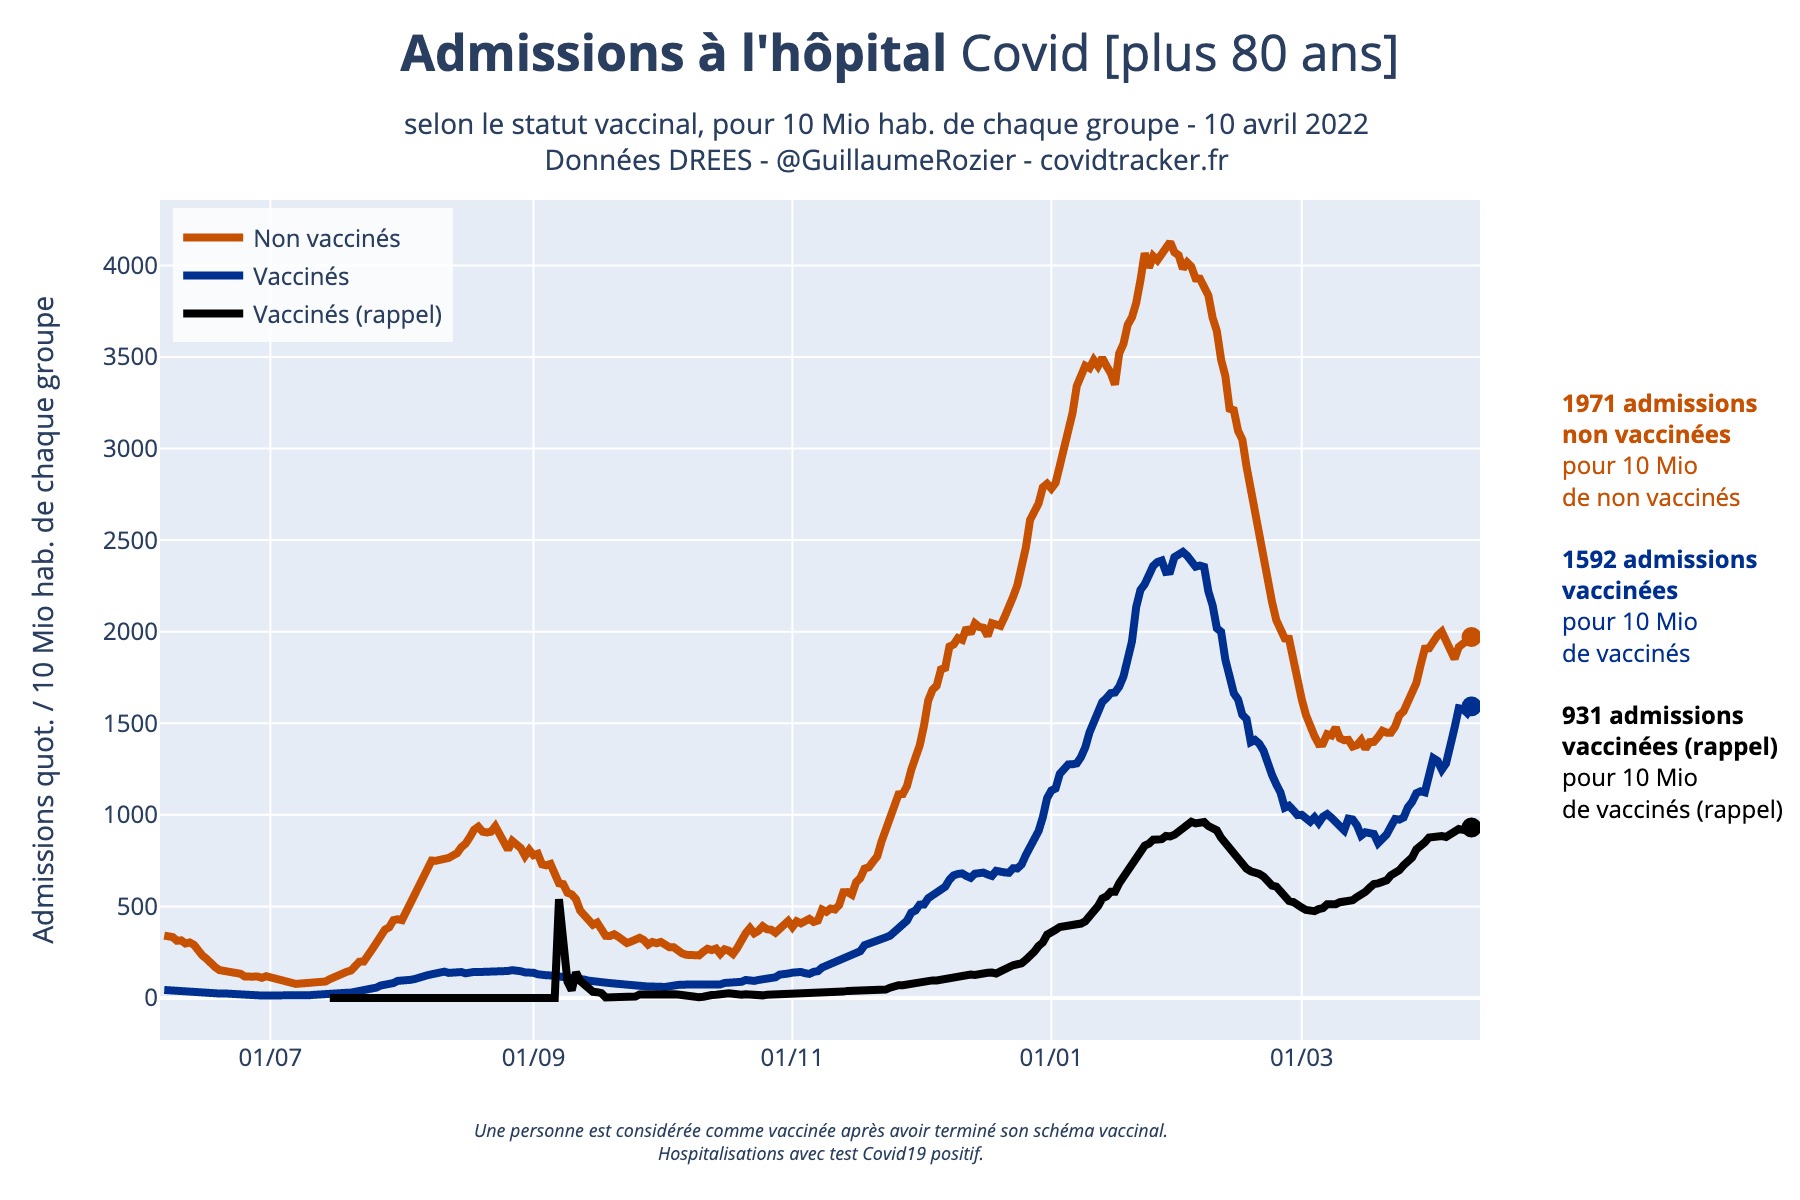 Admissions à l'hôpital Covid [plus 80 ans]
selon le statut vaccinal, pour 10 Mio hab. de chaque groupe - 10 avril 2022
Données DREES - @GuillaumeRozier - covidtracker.fr
Non vaccinés
Vaccinés
Vaccinés (rappel)
Admissions quot. / 10 Mio hab. de chaque groupe
4000
3500
3000
2500
2000
1500
1000
500
0
01/07
01/09
01/11
01/01
01/03
1971 admissions
non vaccinées
pour 10 Mio
de non vaccinés
1592 admissions
vaccinées
pour 10 Mio
de vaccinés
931 admissions
vaccinées (rappel)
pour 10 Mio
de vaccinés (rappel)
Une personne est considérée comme vaccinée après avoir terminé son schéma vaccinal.
Hospitalisations avec test Covid19 positif.